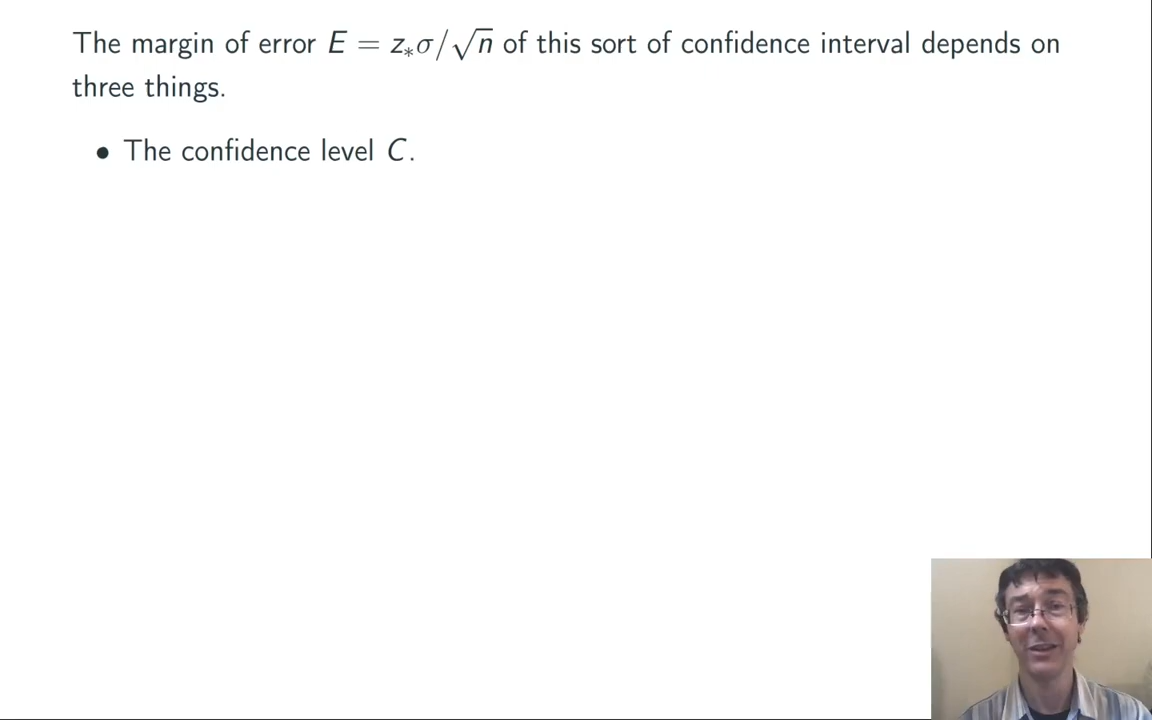 The margin of error E = z∗σ/√n of this sort of confidence interval depends on
three things.
• The confidence level C.